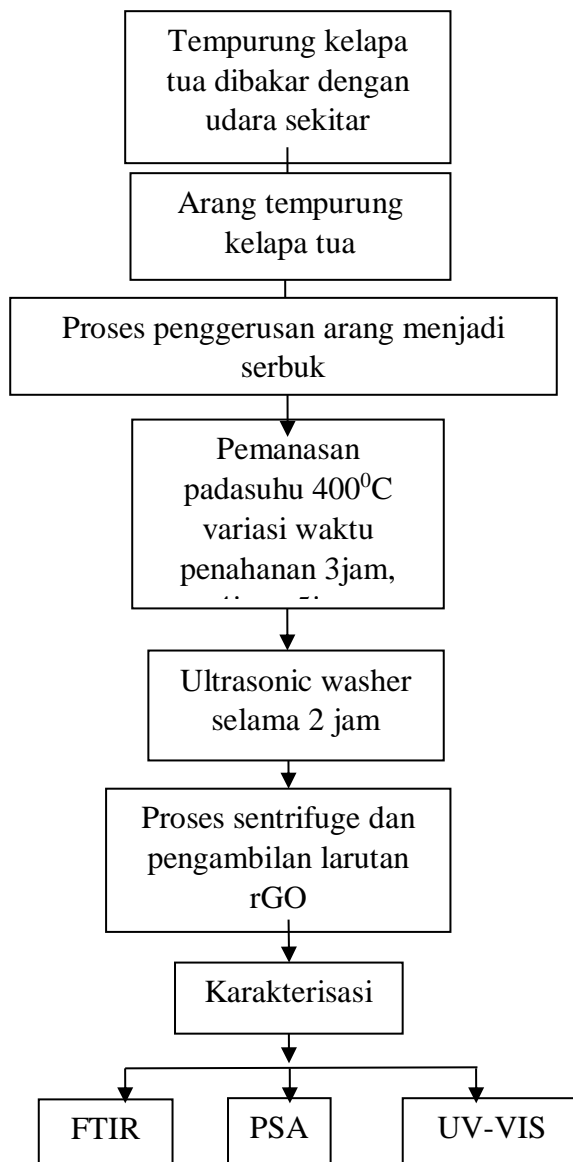 Tempurung kelapa
tua dibakar dengan
udara sekitar
Arang tempurung
kelapa tua
Proses penggerusan arang menjadi
serbuk
Pemanasan
padasuhu 400⁰C
variasi waktu
penahanan 3jam,
Ultrasonic washer
selama 2 jam
Proses sentrifuge dan
pengambilan larutan
rGO
Karakterisasi
FTIR
PSA
UV-VIS